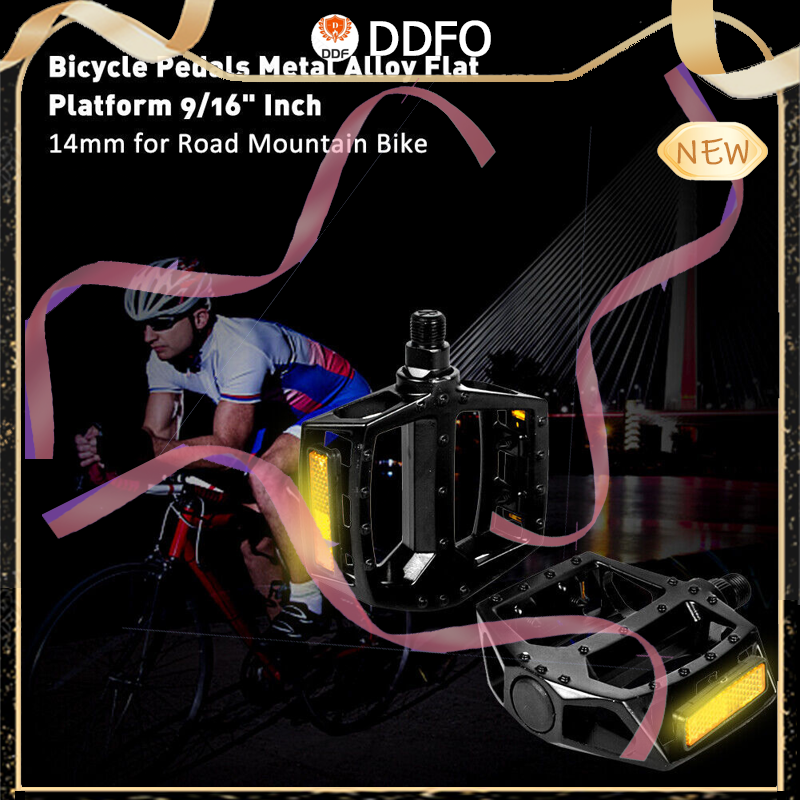 DDFO
DDF
Bicycle Pedals Metal Alloy Flat
Platform 9/16" Inch
14mm for Road Mountain Bike
NEW